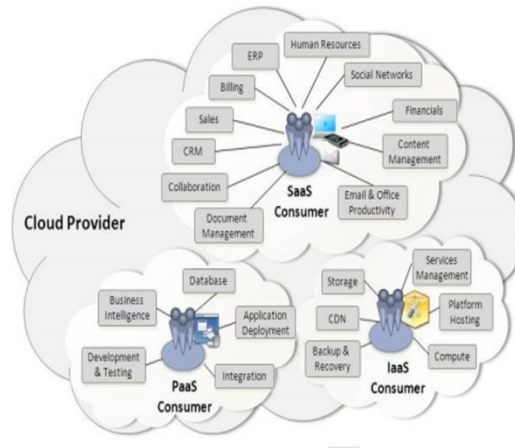 Human Resources
ERP
Social Networks
Billing
Financials
Sales
Content
Management
CRM
Collaboration
SaaS
Consumer
Email & Office
Productivity
Document
Management
Cloud Provider
Database
Business
Intelligence
Application
Deployment
Development
& Testing
Integration
PaaS
Consumer
Services
Management
Storage
Platform
Hosting
CDN
Backup &
Recovery
Compute
IaaS
Consumer